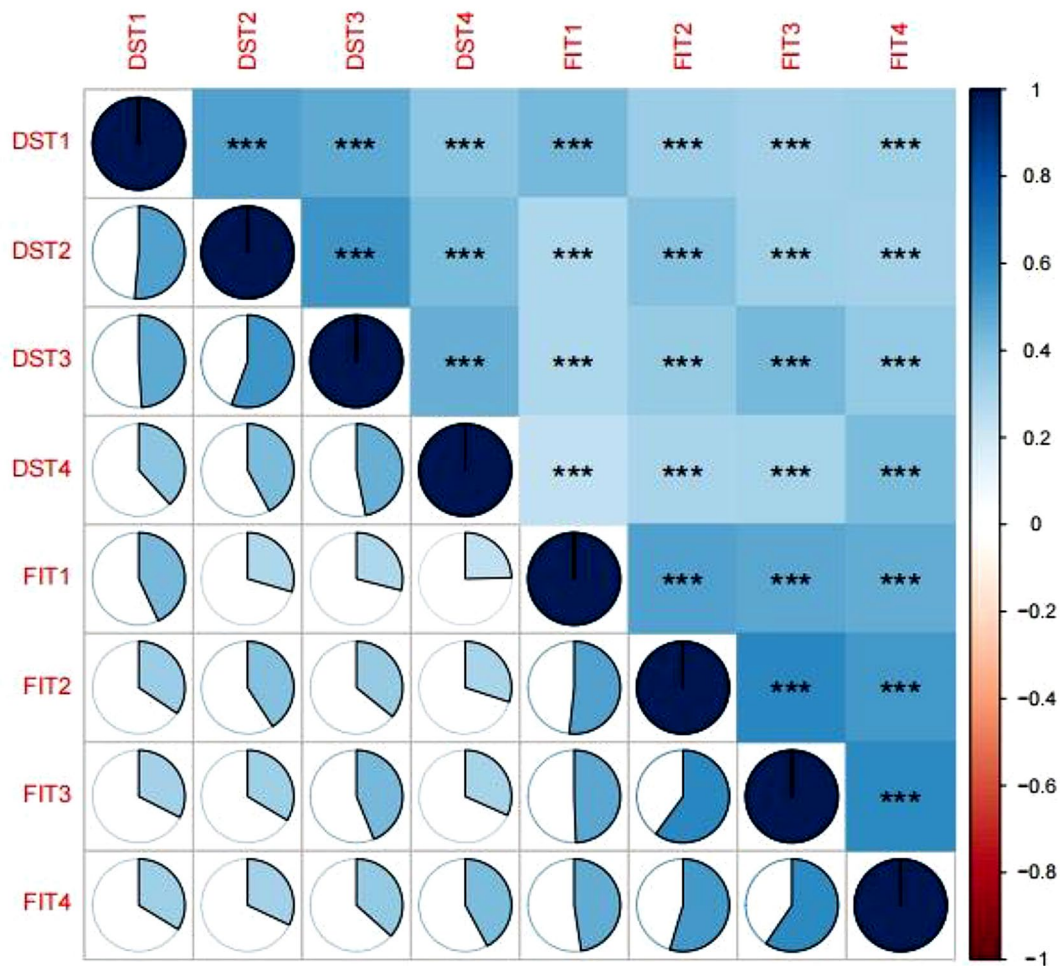 DST1 DST2 DST3 DST4 FIT1 FIT2 FIT3 FIT4
1
DST1 *** *** *** *** *** *** ***
0.8
DST2 *** *** *** *** *** ***
0.6
DST3 *** *** *** *** ***
0.4
0.2
DST4 *** *** *** ***
0
FIT1 *** *** ***
-0.2
FIT2 *** ***
-0.4
-0.6
FIT3 ***
-0.8
FIT4
-1